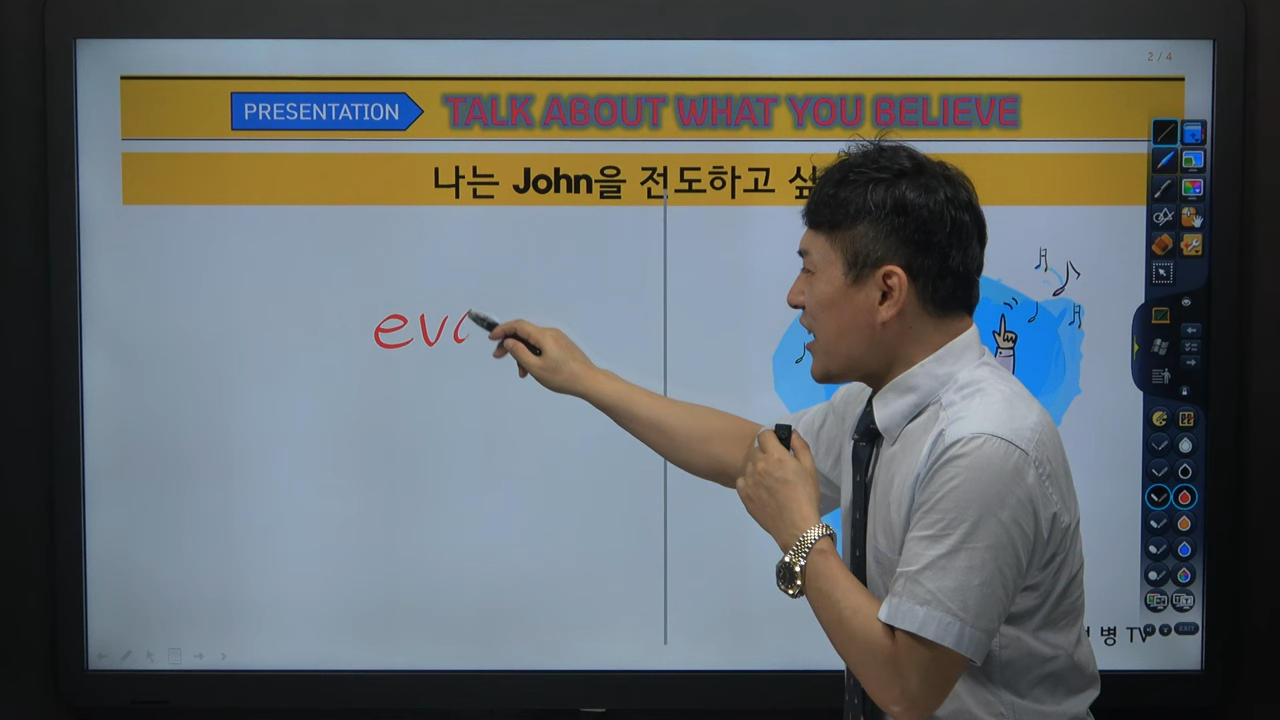 2 / 4
PRESENTATION TALK ABOUT WHAT YOU BELIEVE
나는 John을 전도하고
eva
병 TV
EXIT